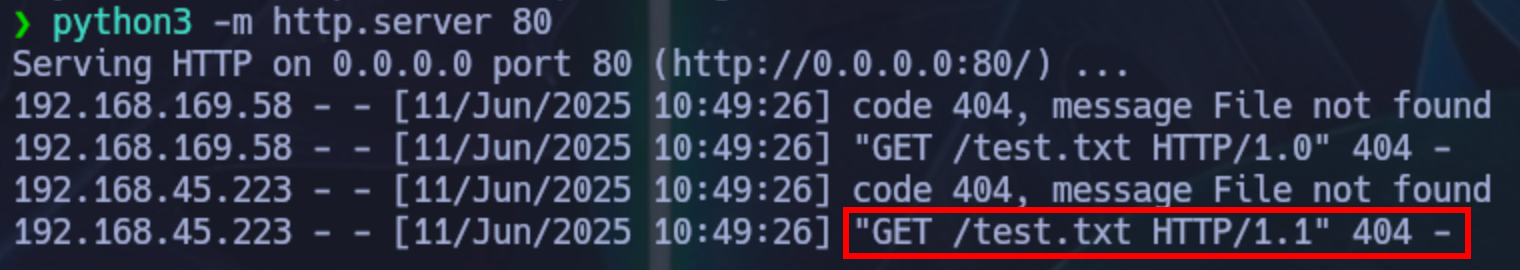 ❯ python3 -m http.server 80
Serving HTTP on 0.0.0.0 port 80 (http://0.0.0.0:80/) ...
192.168.169.58 - - [11/Jun/2025 10:49:26] code 404, message File not found
192.168.169.58 - - [11/Jun/2025 10:49:26] "GET /test.txt HTTP/1.0" 404 -
192.168.45.223 - - [11/Jun/2025 10:49:26] code 404, message File not found
192.168.45.223 - - [11/Jun/2025 10:49:26] "GET /test.txt HTTP/1.1" 404 -